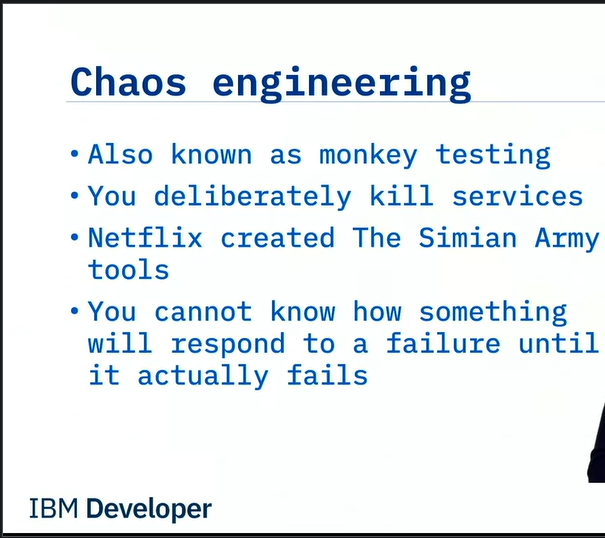 Chaos engineering
• Also known as monkey testing
• You deliberately kill services
• Netflix created The Simian Army
tools
• You cannot know how something
will respond to a failure until
it actually fails
IBM Developer